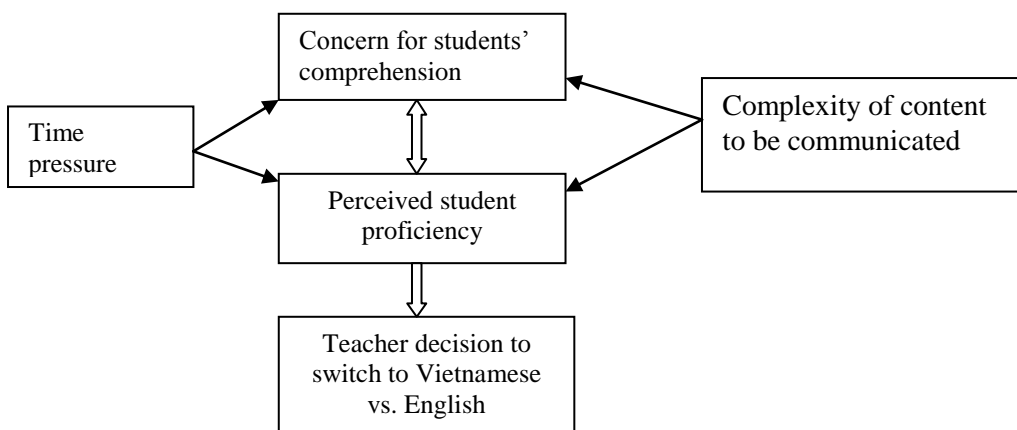 Concern for students’
comprehension
Time
pressure
Complexity of content
to be communicated
Perceived student
proficiency
Teacher decision to
switch to Vietnamese
vs. English